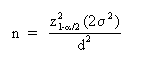 n = z²₁₋α/₂ (2σ²) / d²